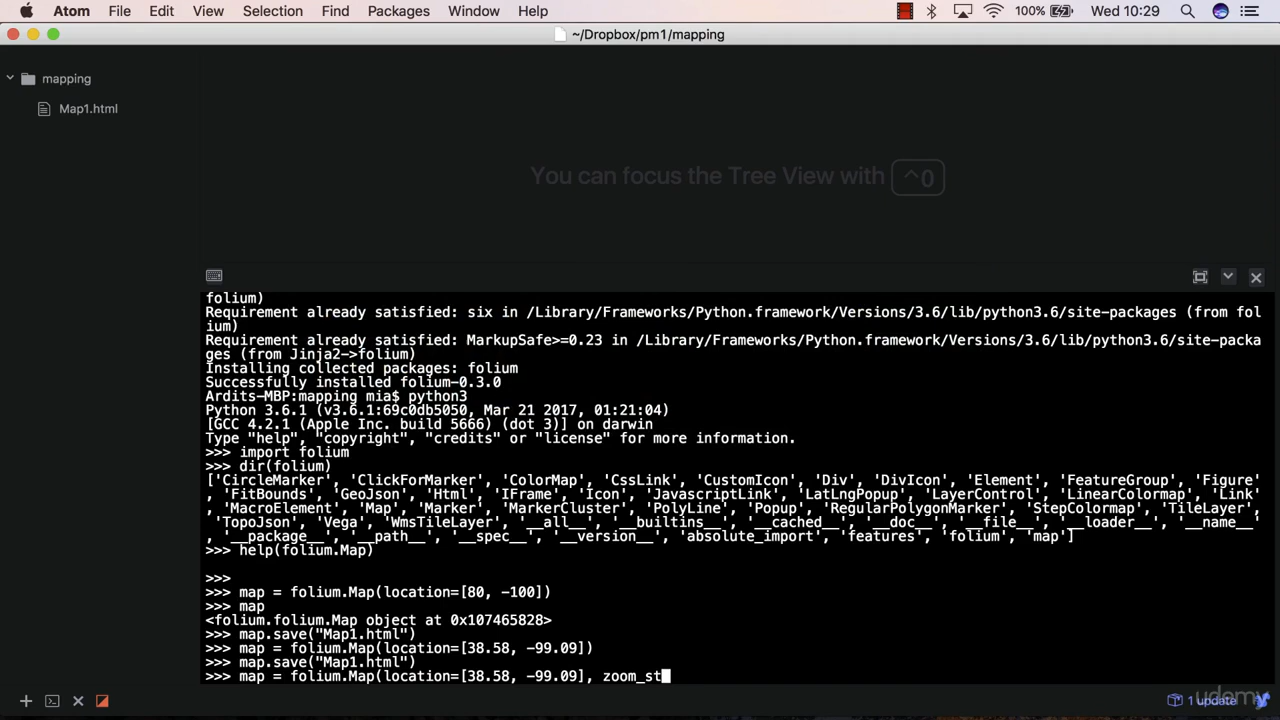 Atom File Edit View Selection Find Packages Window Help 100% Wed 10:29
~/Dropbox/pm1/mapping
mapping
Map1.html
You can focus the Tree View with ^0
folium)
Requirement already satisfied: six in /Library/Frameworks/Python.framework/Versions/3.6/lib/python3.6/site-packages (from fol
ium)
Requirement already satisfied: MarkupSafe>=0.23 in /Library/Frameworks/Python.framework/Versions/3.6/lib/python3.6/site-packa
ges (from Jinja2->folium)
Installing collected packages: folium
Successfully installed folium-0.3.0
Ardits-MBP:mapping mia$ python3
Python 3.6.1 (v3.6.1:69c0db5050, Mar 21 2017, 01:21:04)
[GCC 4.2.1 (Apple Inc. build 5666) (dot 3)] on darwin
Type "help", "copyright", "credits" or "license" for more information.
>>> import folium
>>> dir(folium)
['CircleMarker', 'ClickForMarker', 'ColorMap', 'CssLink', 'CustomIcon', 'Div', 'DivIcon', 'Element', 'FeatureGroup', 'Figure'
, 'FitBounds', 'GeoJson', 'Html', 'IFrame', 'Icon', 'JavascriptLink', 'LatLngPopup', 'LayerControl', 'LinearColormap', 'Link'
, 'MacroElement', 'Map', 'Marker', 'MarkerCluster', 'PolyLine', 'Popup', 'RegularPolygonMarker', 'StepColormap', 'TileLayer',
 'TopoJson', 'Vega', 'WmsTileLayer', '__all__', '__builtins__', '__cached__', '__doc__', '__file__', '__loader__', '__name__'
, '__package__', '__path__', '__spec__', '__version__', 'absolute_import', 'features', 'folium', 'map']
>>> help(folium.Map)
>>>
>>> map = folium.Map(location=[80, -100])
>>> map
<folium.folium.Map object at 0x107465828>
>>> map.save("Map1.html")
>>> map = folium.Map(location=[38.58, -99.09])
>>> map.save("Map1.html")
>>> map = folium.Map(location=[38.58, -99.09], zoom_st
1 update
udemy